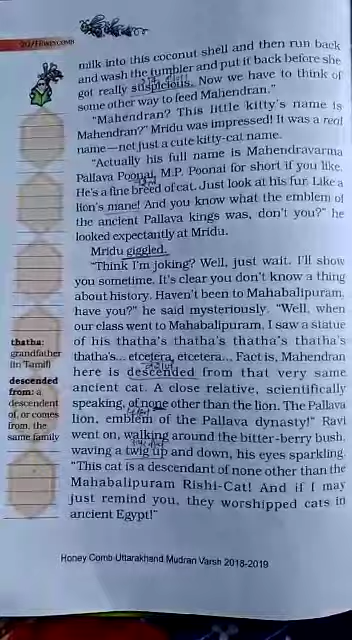 20/HONEYCOMB
milk into this coconut shell and then run back
and wash the tumbler and put it back before she
got really suspicious. Now we have to think of
some other way to feed Mahendran."
"Mahendran? This little kitty's name is
Mahendran?" Mridu was impressed! It was a real
name—not just a cute kitty-cat name.
"Actually his full name is Mahendravarma
Pallava Poonai, M.P. Poonai for short if you like.
He's a fine breed of cat. Just look at his fur. Like a
lion's mane! And you know what the emblem of
the ancient Pallava kings was, don't you?" he
looked expectantly at Mridu.
Mridu giggled.
"Think I'm joking? Well, just wait. I'll show
you sometime. It's clear you don't know a thing
about history. Haven't been to Mahabalipuram,
have you?" he said mysteriously. "Well, when
our class went to Mahabalipuram, I saw a statue
of his thatha's thatha's thatha's thatha's
thatha's... etcetera, etcetera... Fact is, Mahendran
here is descended from that very same
ancient cat. A close relative, scientifically
speaking, of none other than the lion. The Pallava
lion, emblem of the Pallava dynasty!" Ravi
went on, walking around the bitter-berry bush,
waving a twig up and down, his eyes sparkling.
"This cat is a descendant of none other than the
Mahabalipuram Rishi-Cat! And if I may
just remind you, they worshipped cats in
ancient Egypt!"
thatha:
grandfather
(in Tamil)
descended
from: a
descendent
of, or comes
from, the
same family
Honey Comb Uttarakhand Mudran Varsh 2018-2019